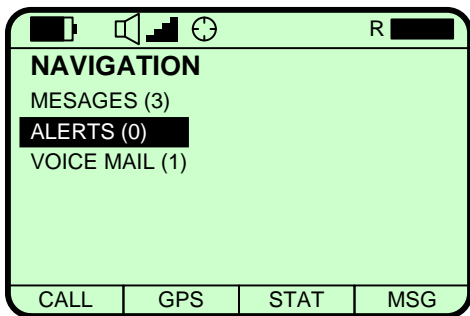 R
NAVIGATION
MESAGES (3)
ALERTS (0)
VOICE MAIL (1)
CALL GPS STAT MSG